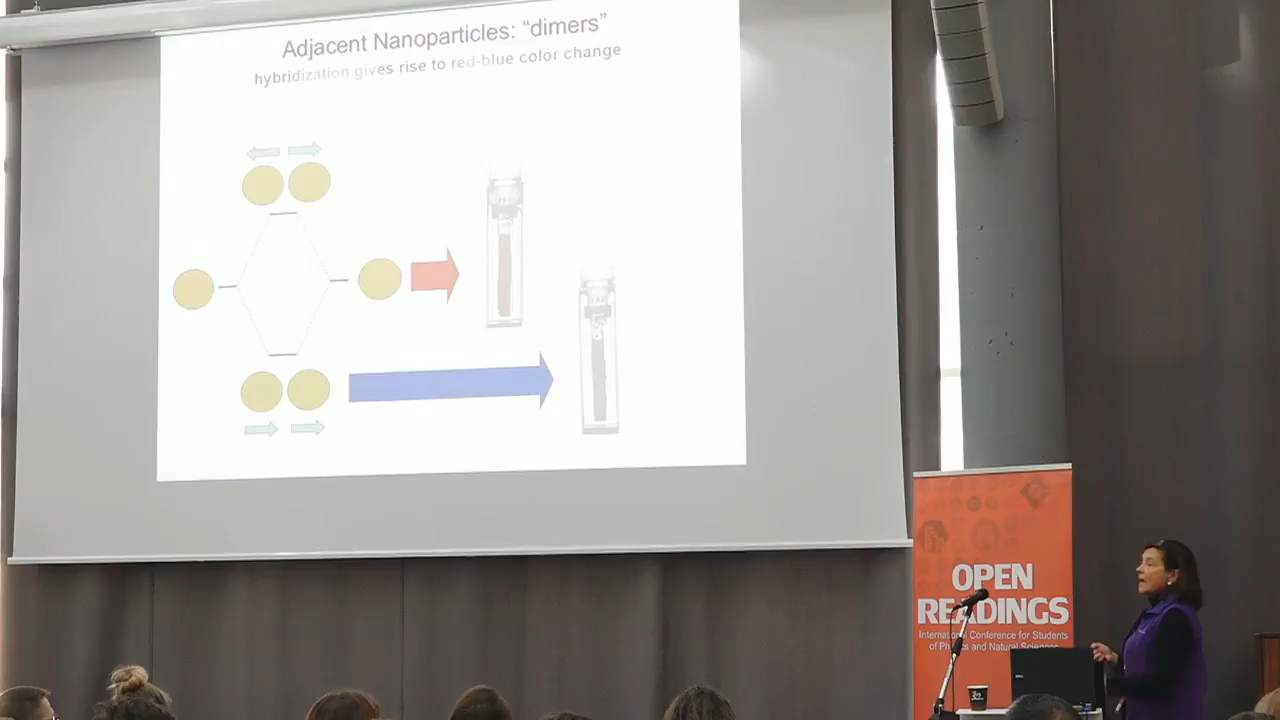 Adjacent Nanoparticles: “dimers”
hybridization gives rise to red-blue color change
OPEN
READINGS
International Conference for Students
of Physics and Natural Sciences